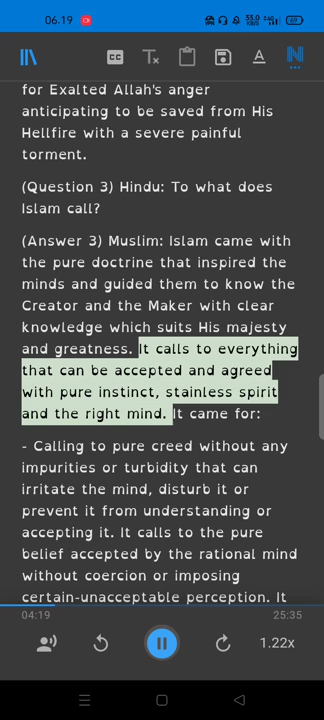 06.19
53.0 KB/s
69
CC
T×
A
N
for Exalted Allah's anger
anticipating to be saved from His
Hellfire with a severe painful
torment.
(Question 3) Hindu: To what does
Islam call?
(Answer 3) Muslim: Islam came with
the pure doctrine that inspired the
minds and guided them to know the
Creator and the Maker with clear
knowledge which suits His majesty
and greatness. It calls to everything
that can be accepted and agreed
with pure instinct, stainless spirit
and the right mind. It came for:
- Calling to pure creed without any
impurities or turbidity that can
irritate the mind, disturb it or
prevent it from understanding or
accepting it. It calls to the pure
belief accepted by the rational mind
without coercion or imposing
certain-unacceptable perception. It
04:19
25:35
1.22x